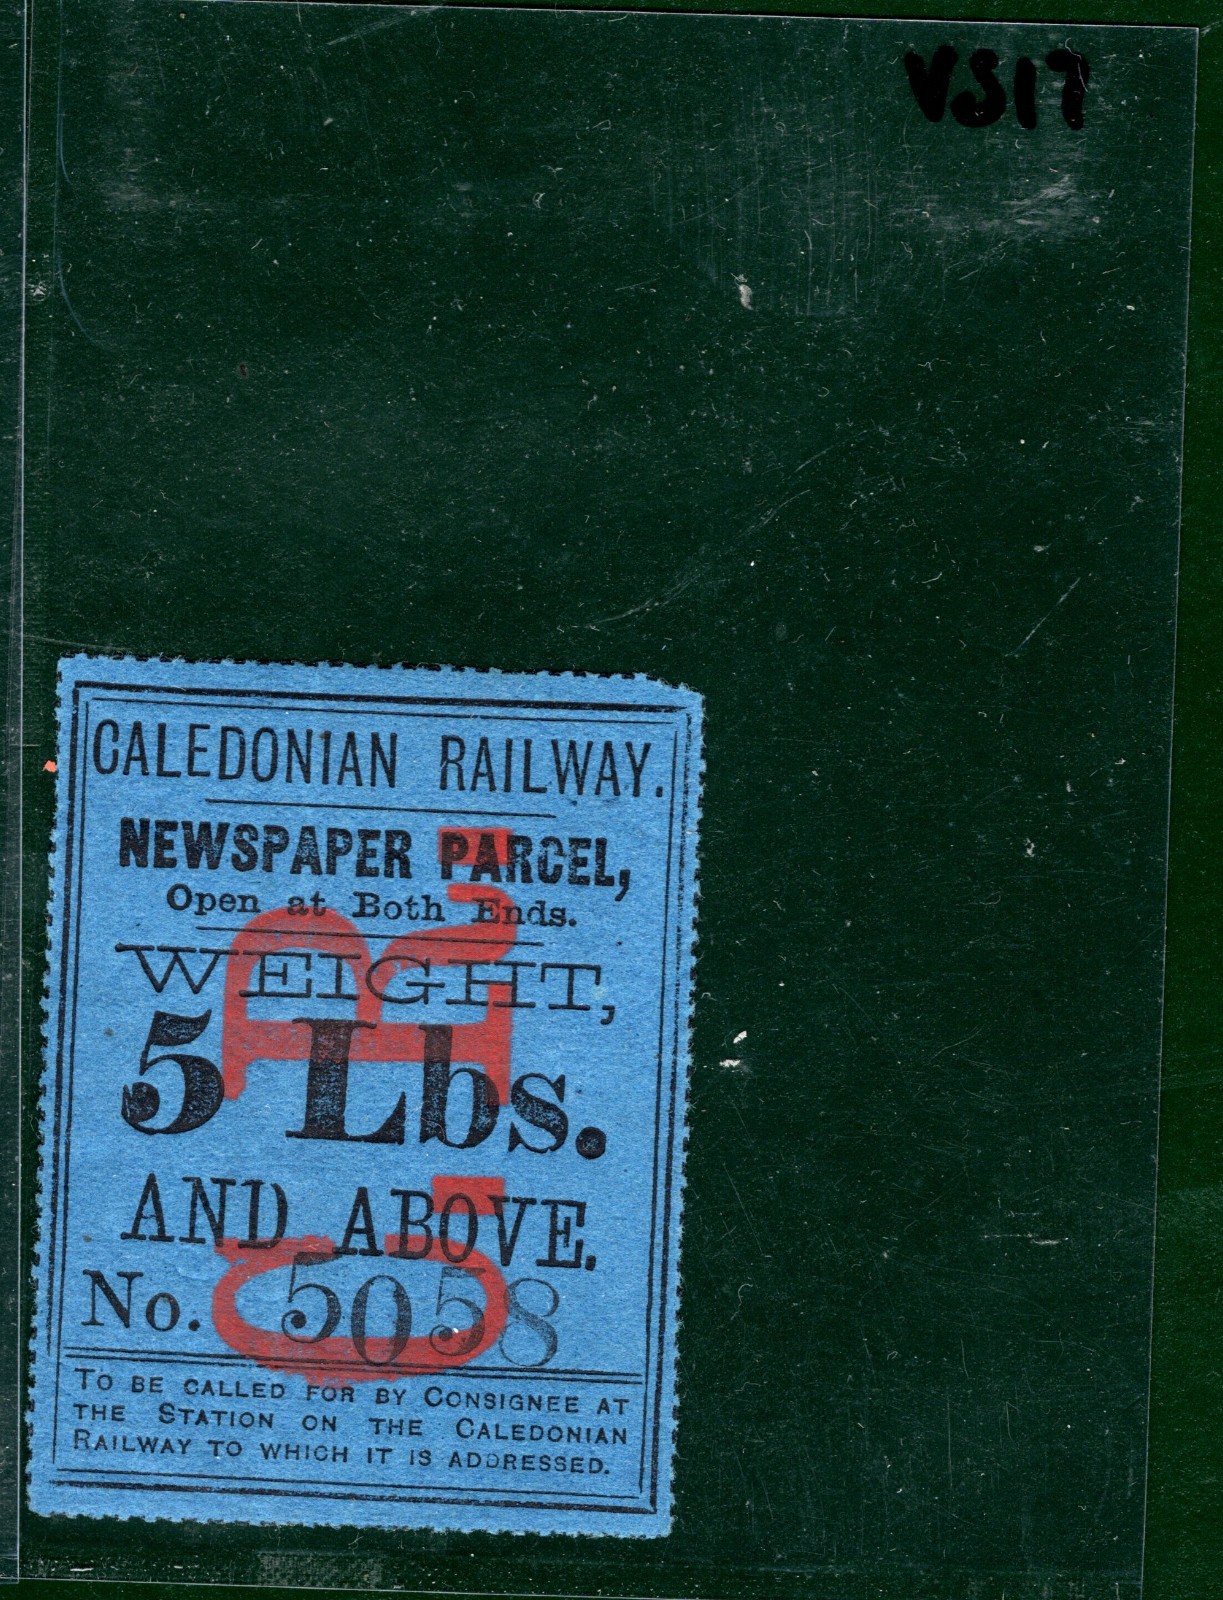 VS17
CALEDONIAN RAILWAY.
NEWSPAPER PARCEL,
Open at Both Ends.
WEIGHT,
5 Lbs.
AND ABOVE.
No. 5058
TO BE CALLED FOR BY CONSIGNEE AT
THE STATION ON THE CALEDONIAN
RAILWAY TO WHICH IT IS ADDRESSED.